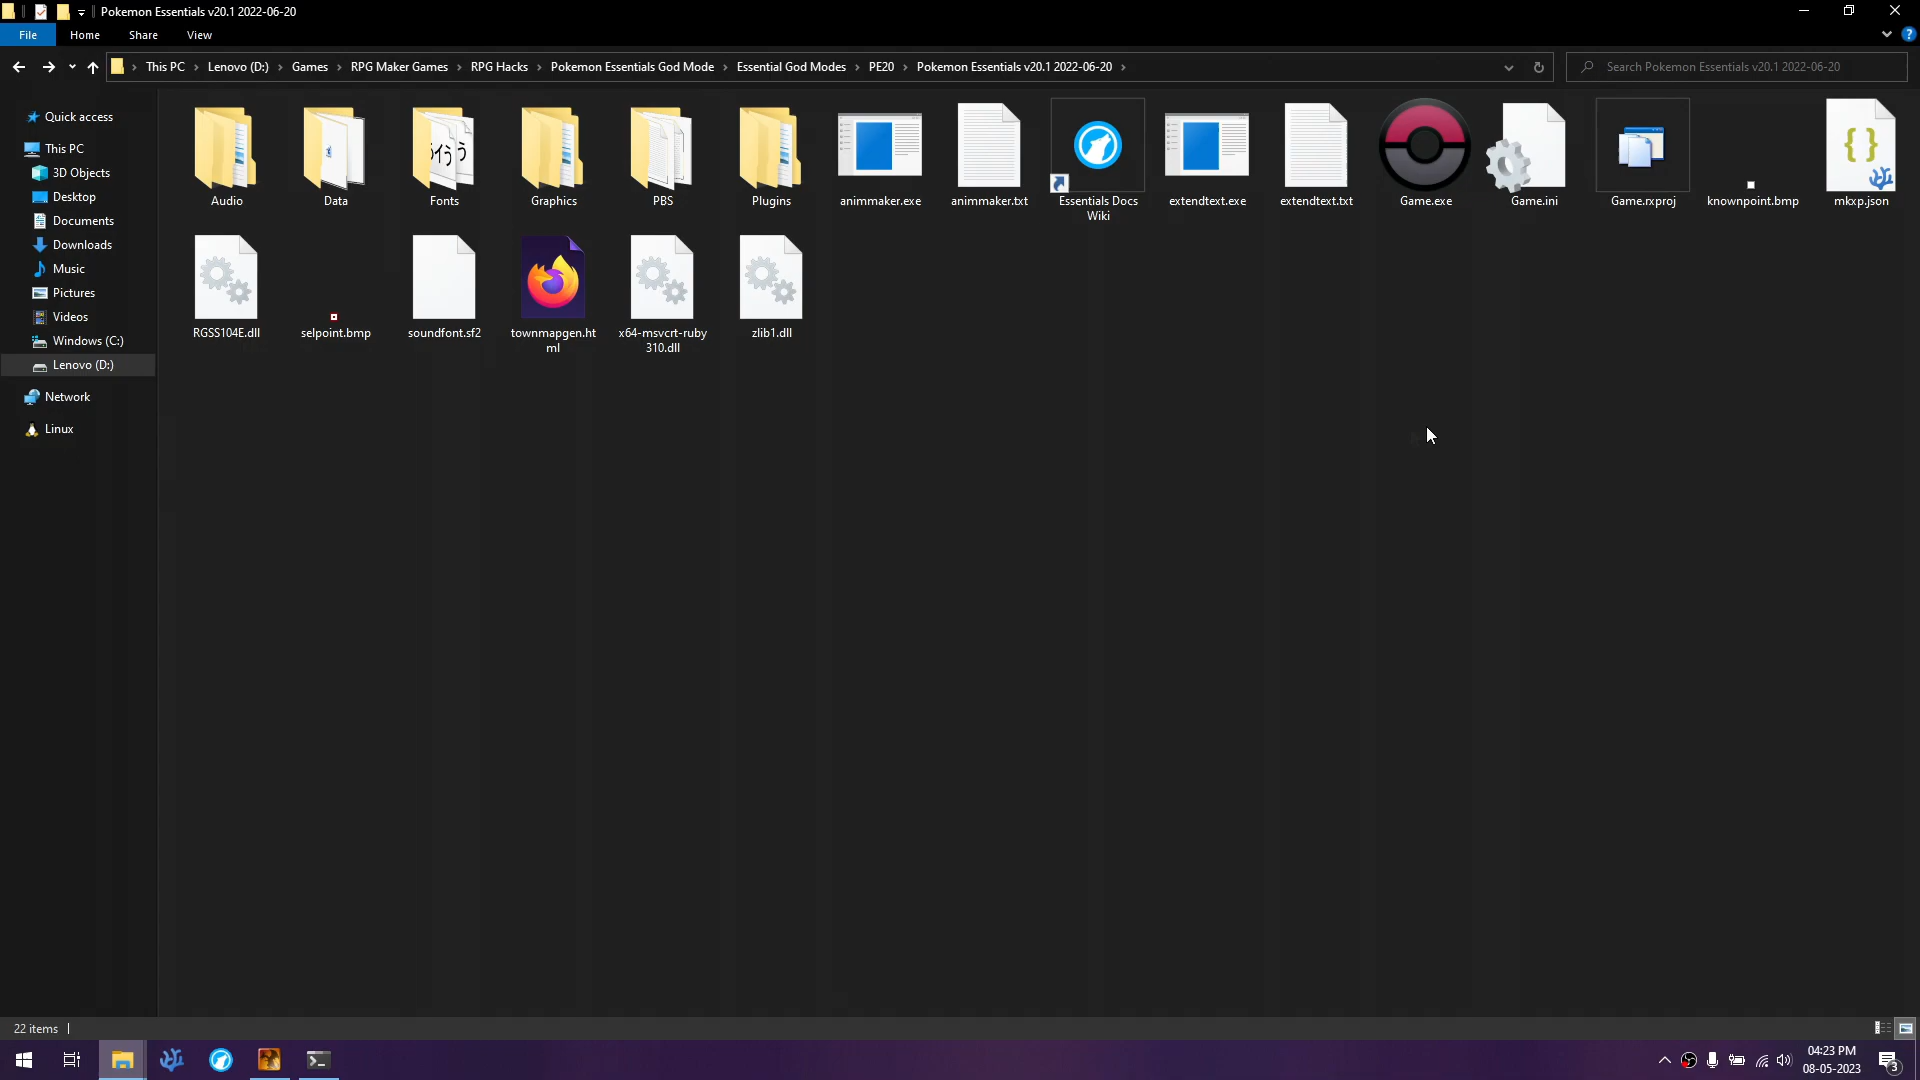 Pokemon Essentials v20.1 2022-06-20
File Home Share View
This PC Lenovo (D:) Games RPG Maker Games RPG Hacks Pokemon Essentials God Mode Essential God Modes PE20 Pokemon Essentials v20.1 2022-06-20
Search Pokemon Essentials v20.1 2022-06-20
Quick access
This PC
3D Objects
Desktop
Documents
Downloads
Music
Pictures
Videos
Windows (C:)
Lenovo (D:)
Network
Linux
Audio
Data
Fonts
Graphics
PBS
Plugins
animmaker.exe
animmaker.txt
Essentials Docs
Wiki
extendtext.exe
extendtext.txt
Game.exe
Game.ini
Game.rxproj
knownpoint.bmp
mkxp.json
RGSS104E.dll
selpoint.bmp
soundfont.sf2
townmapgen.ht
ml
x64-msvcrt-ruby
310.dll
zlib1.dll
22 items
04:23 PM
08-05-2023
3